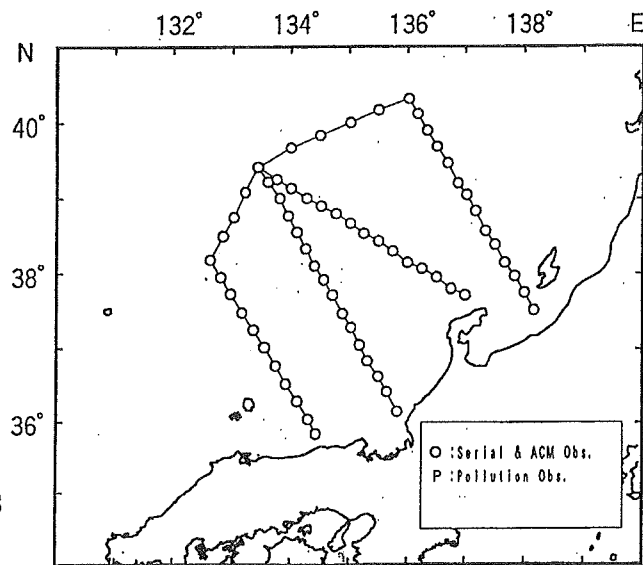 132° 134° 136° 138° E
N
40°
38°
36°
O :Serial & ACM Obs.
P :Pollution Obs.